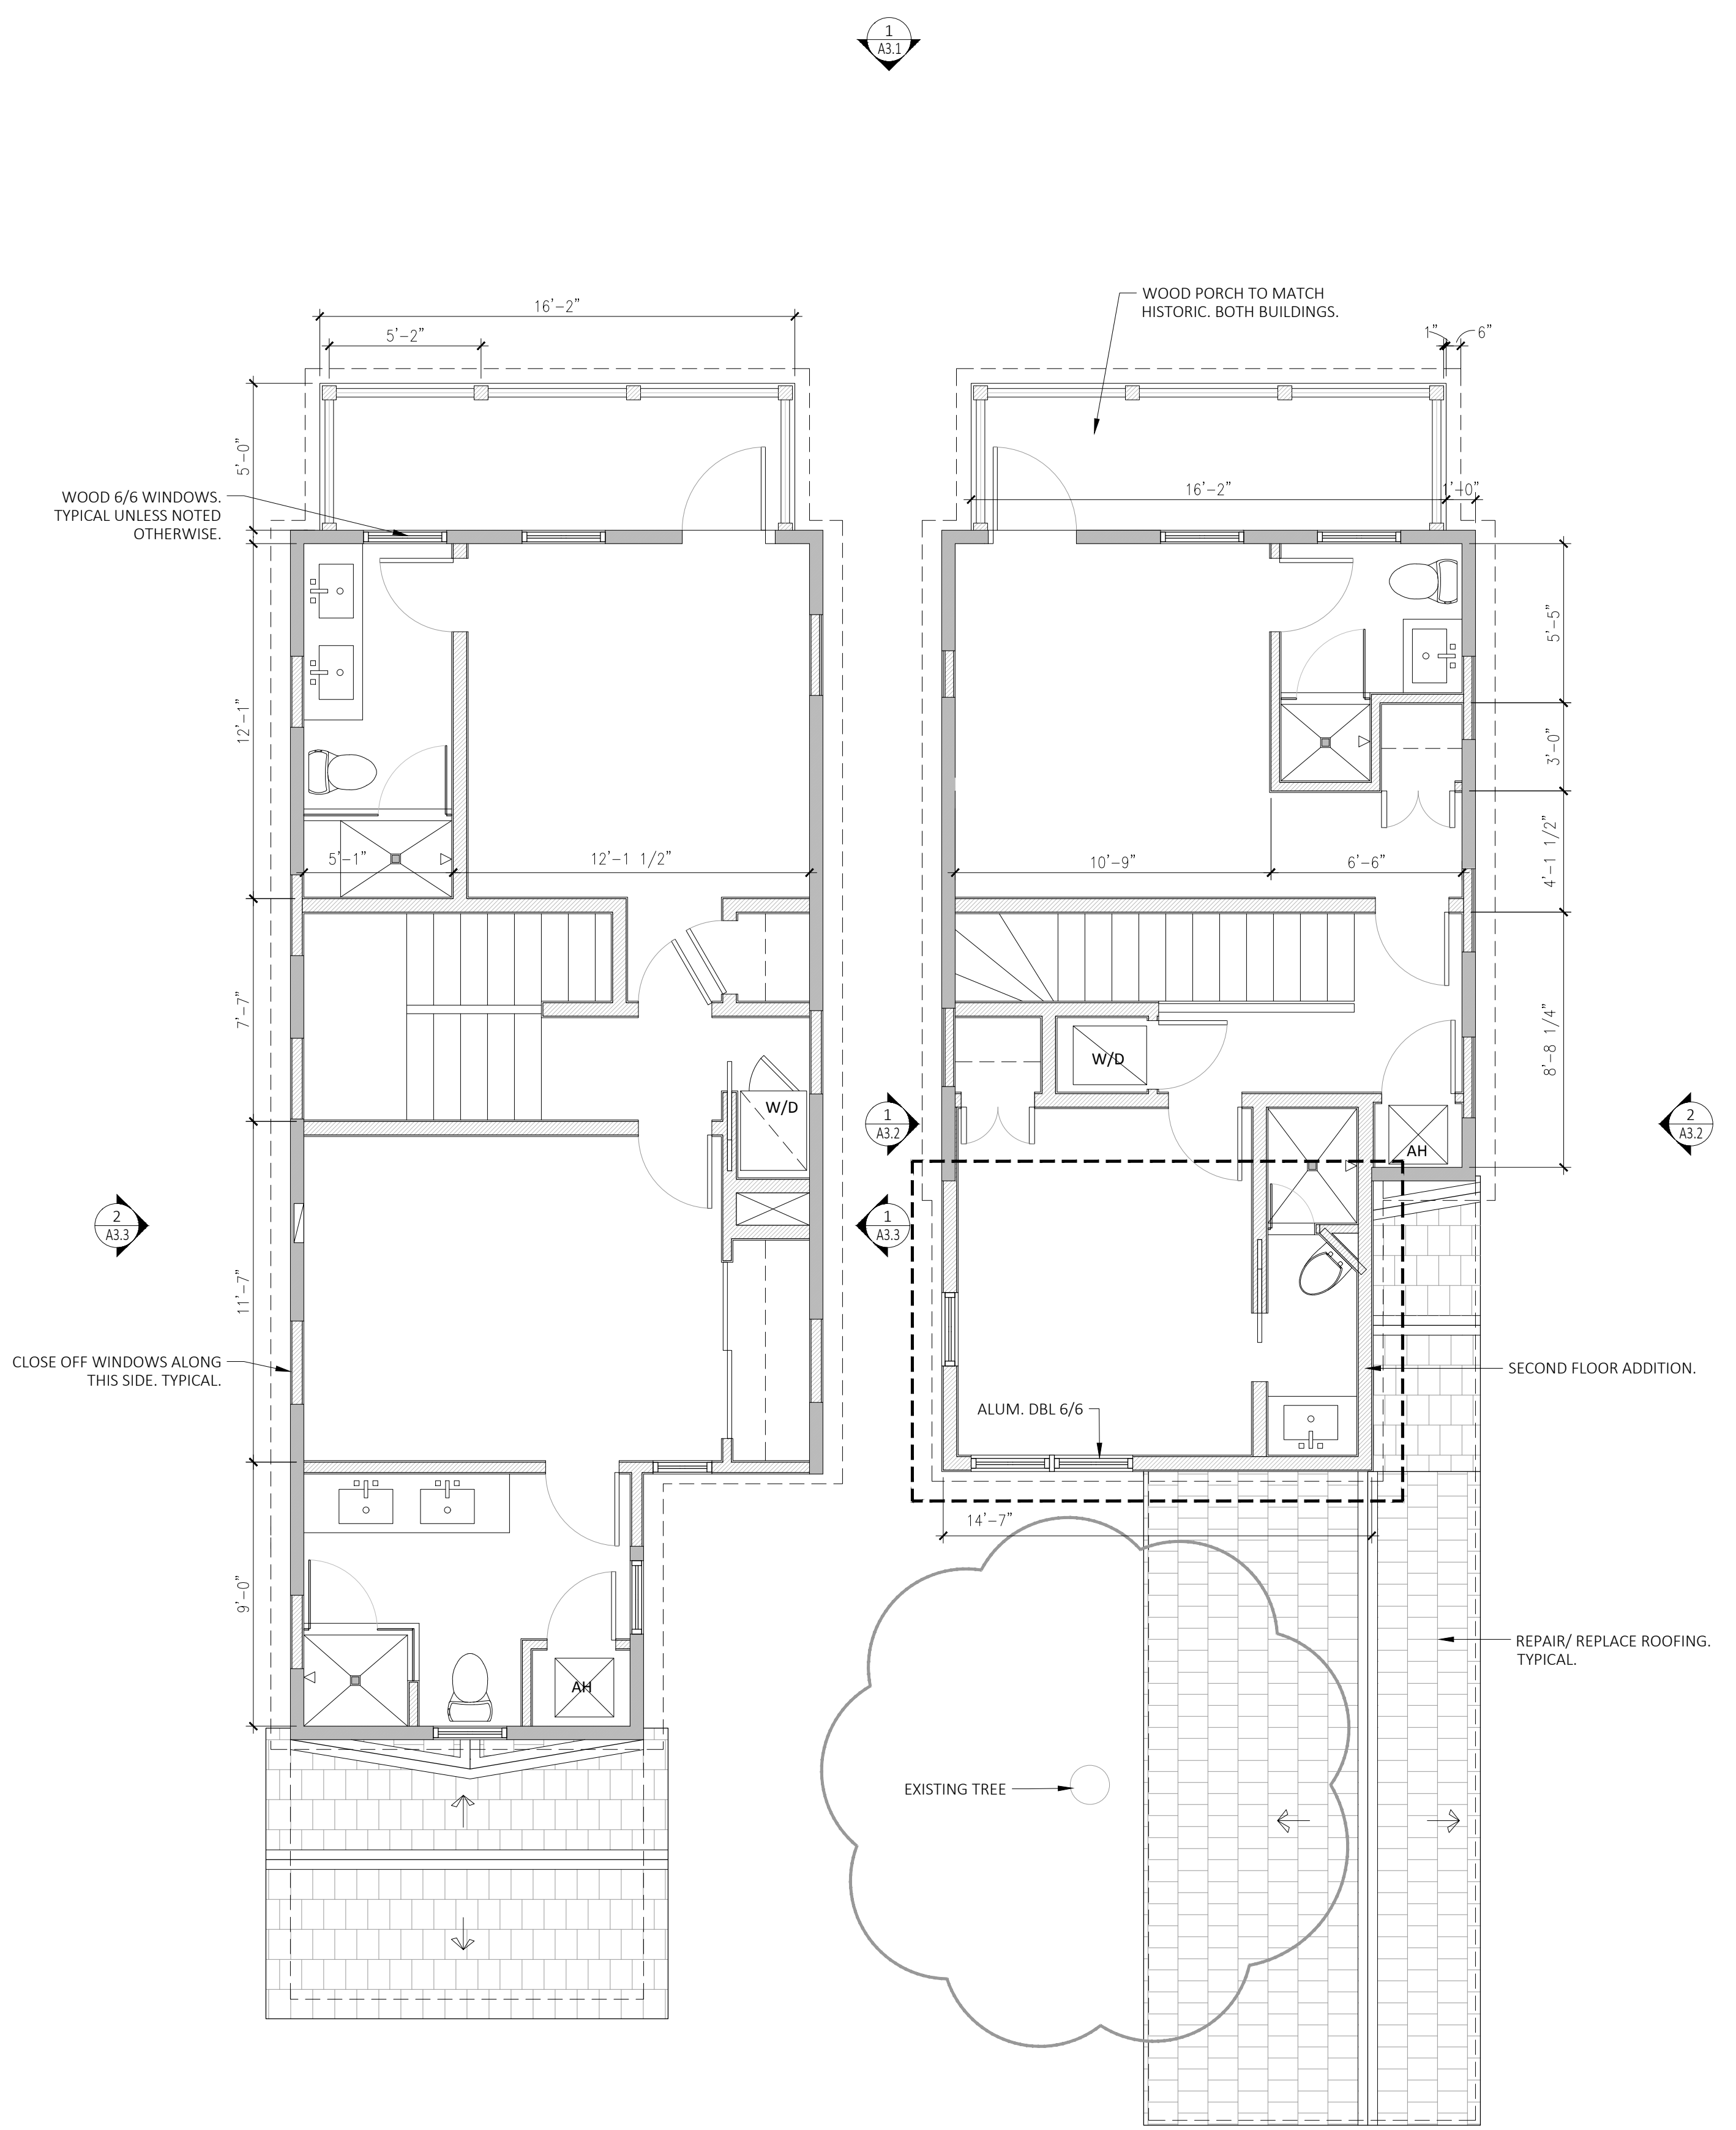 1
A3.1
WOOD PORCH TO MATCH
HISTORIC. BOTH BUILDINGS.
16'-2"
5'-2"
1"
6"
5'-0"
WOOD 6/6 WINDOWS.
TYPICAL UNLESS NOTED
OTHERWISE.
16'-2"
1'-0"
12'-1"
5'-5"
3'-0"
5'-1"
12'-1 1/2"
10'-9"
6'-6"
4'-1 1/2"
7'-7"
8'-8 1/4"
W/D
W/D
1
A3.2
2
A3.2
AH
2
A3.3
1
A3.3
11'-7"
CLOSE OFF WINDOWS ALONG
THIS SIDE. TYPICAL.
SECOND FLOOR ADDITION.
ALUM. DBL 6/6
14'-7"
9'-0"
REPAIR/ REPLACE ROOFING.
TYPICAL.
AH
EXISTING TREE